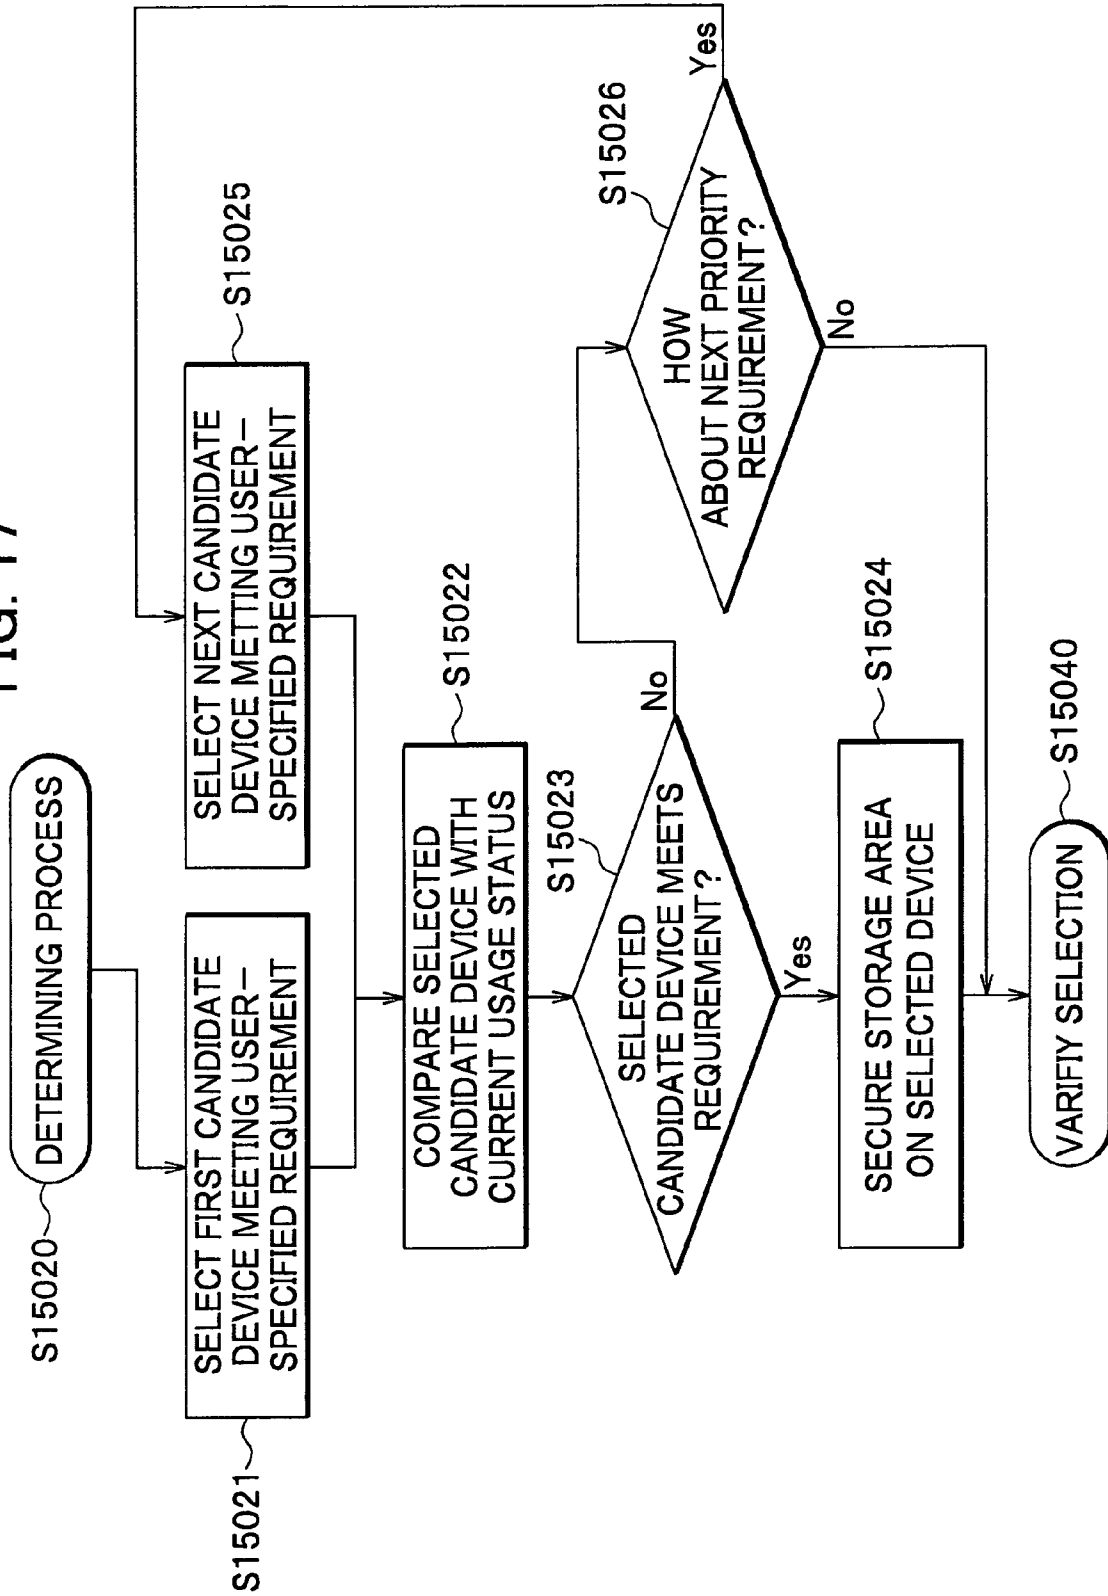 FIG. 17
S15020
DETERMINING PROCESS
S15021
SELECT FIRST CANDIDATE
DEVICE MEETING USER-
SPECIFIED REQUIREMENT
SELECT NEXT CANDIDATE
DEVICE METTING USER-
SPECIFIED REQUIREMENT
S15025
COMPARE SELECTED
CANDIDATE DEVICE WITH
CURRENT USAGE STATUS
S15022
SELECTED
CANDIDATE DEVICE MEETS
REQUIREMENT?
S15023
No
Yes
HOW
ABOUT NEXT PRIORITY
REQUIREMENT?
S15026
Yes
No
SECURE STORAGE AREA
ON SELECTED DEVICE
S15024
VARIFIY SELECTION
S15040